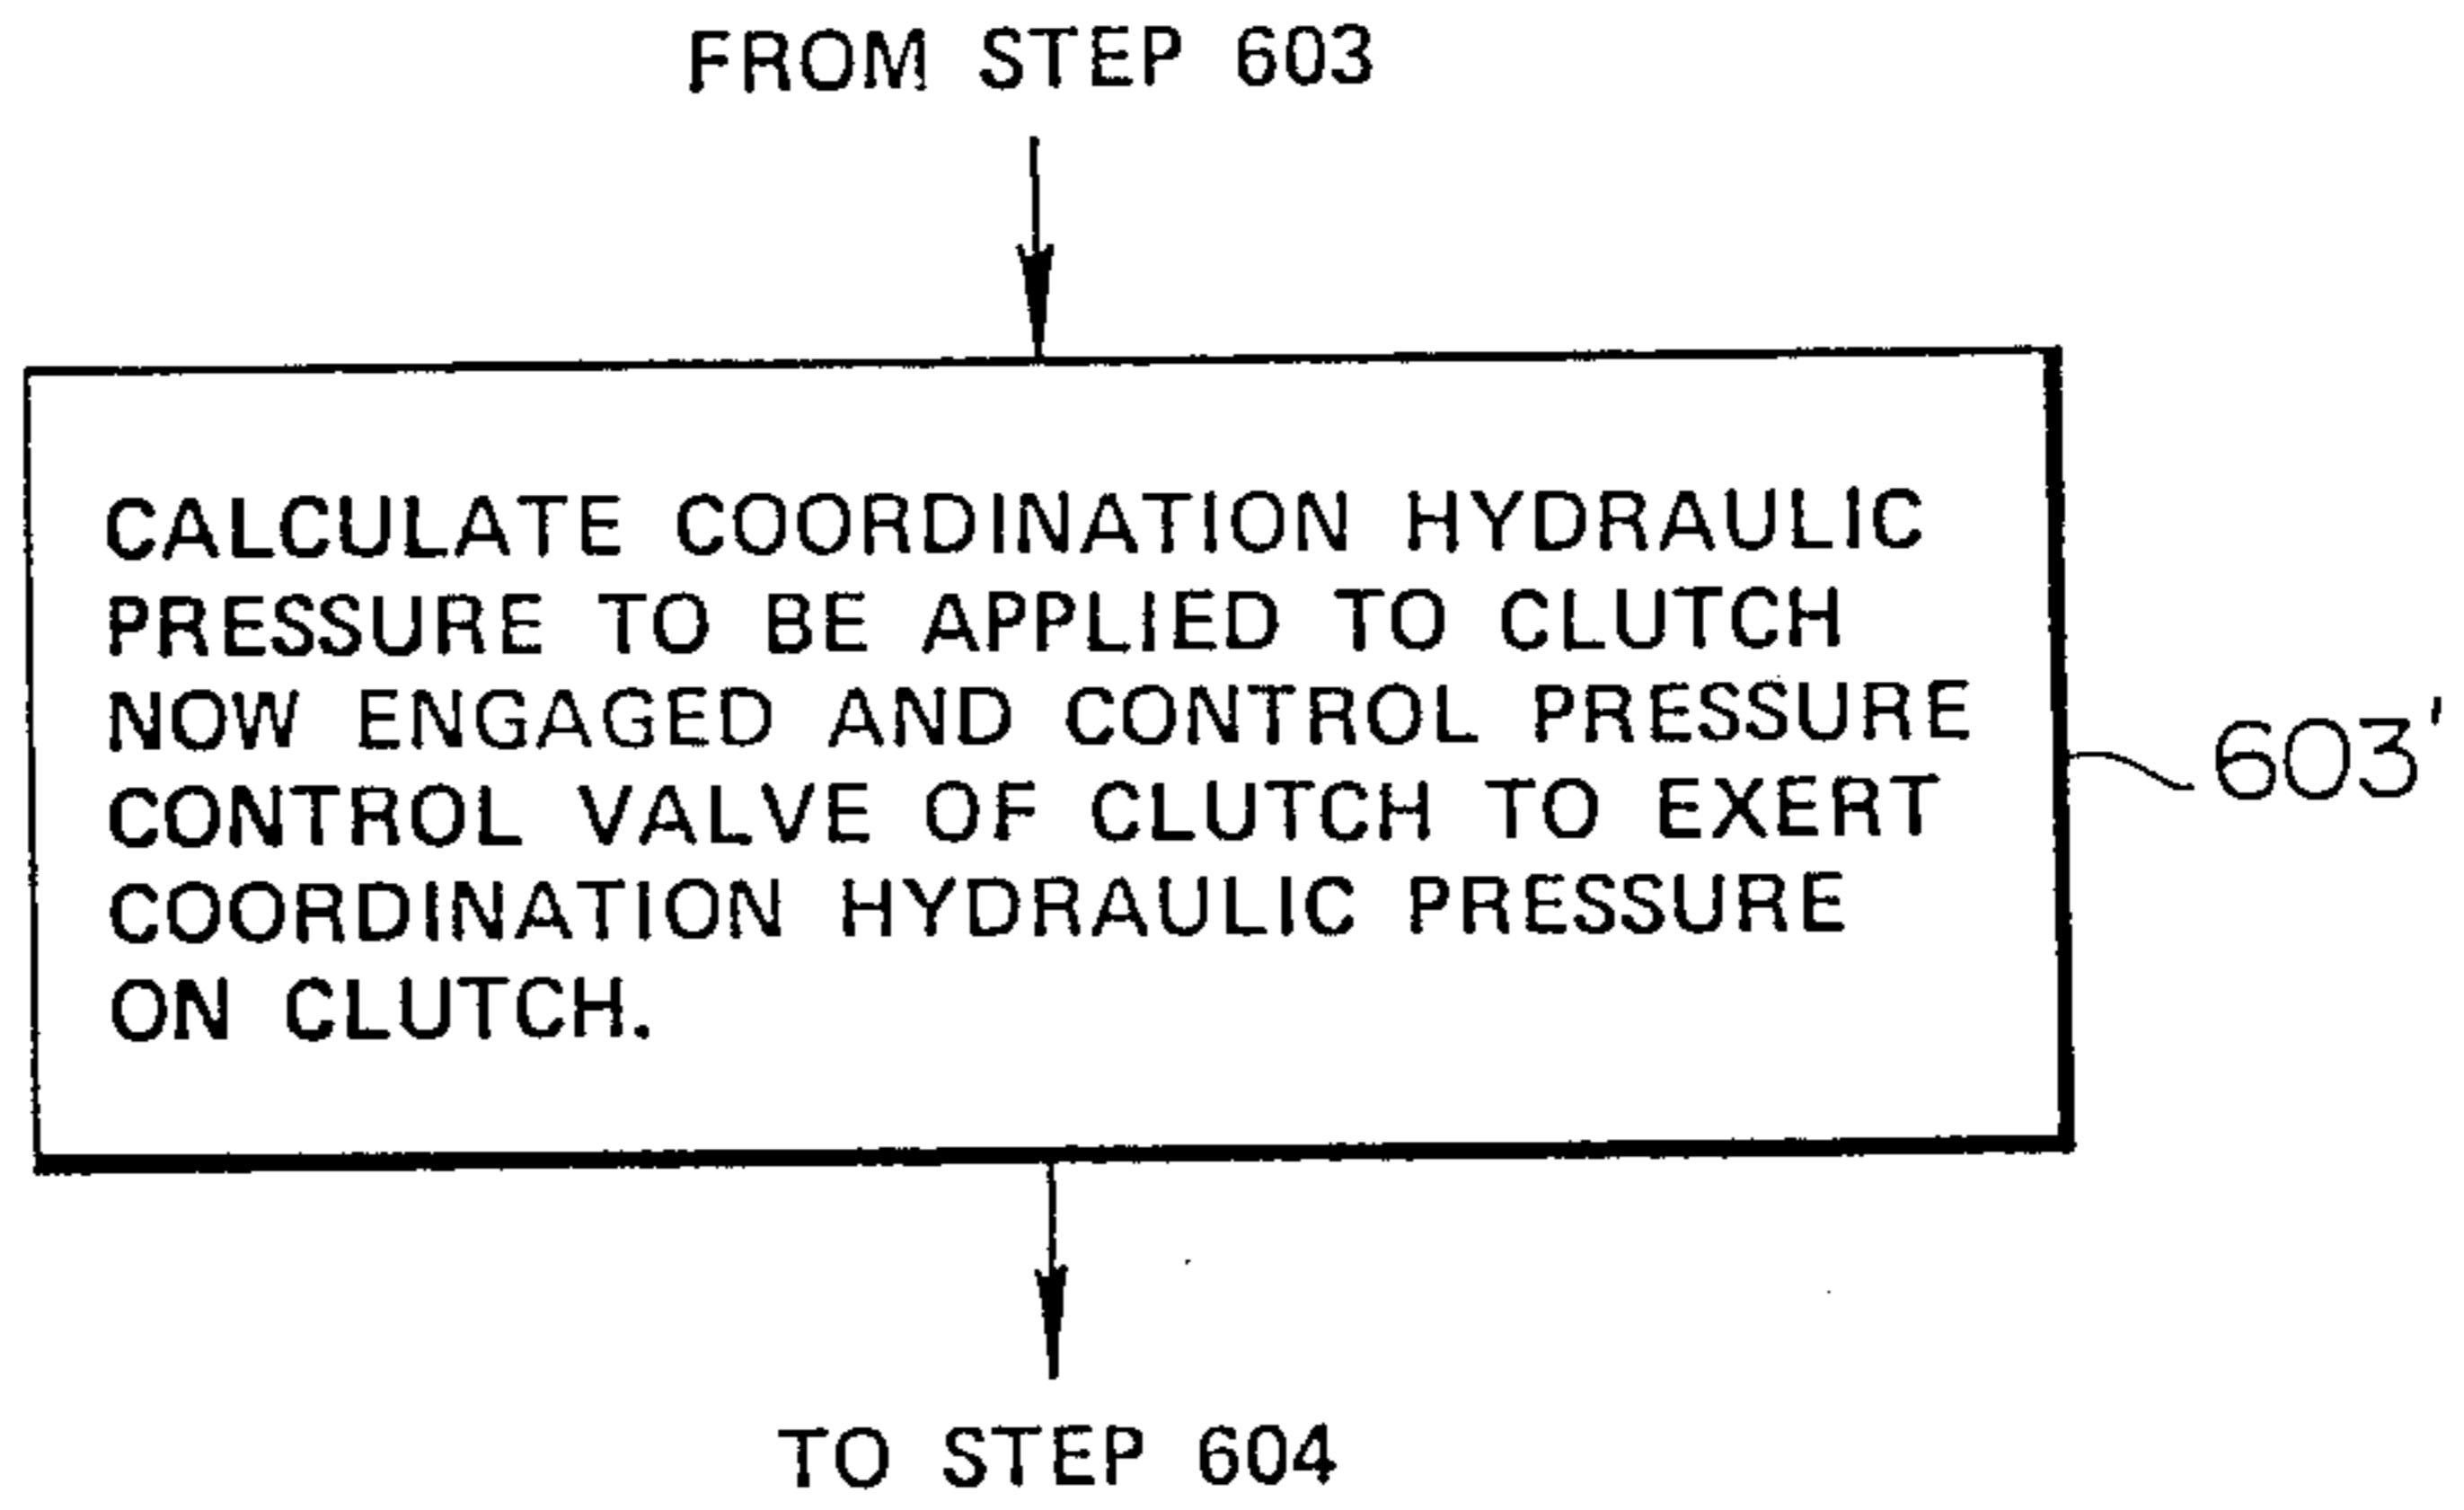 FROM STEP 603
CALCULATE COORDINATION HYDRAULIC
PRESSURE TO BE APPLIED TO CLUTCH
NOW ENGAGED AND CONTROL PRESSURE
CONTROL VALVE OF CLUTCH TO EXERT
COORDINATION HYDRAULIC PRESSURE
ON CLUTCH.
603'
TO STEP 604